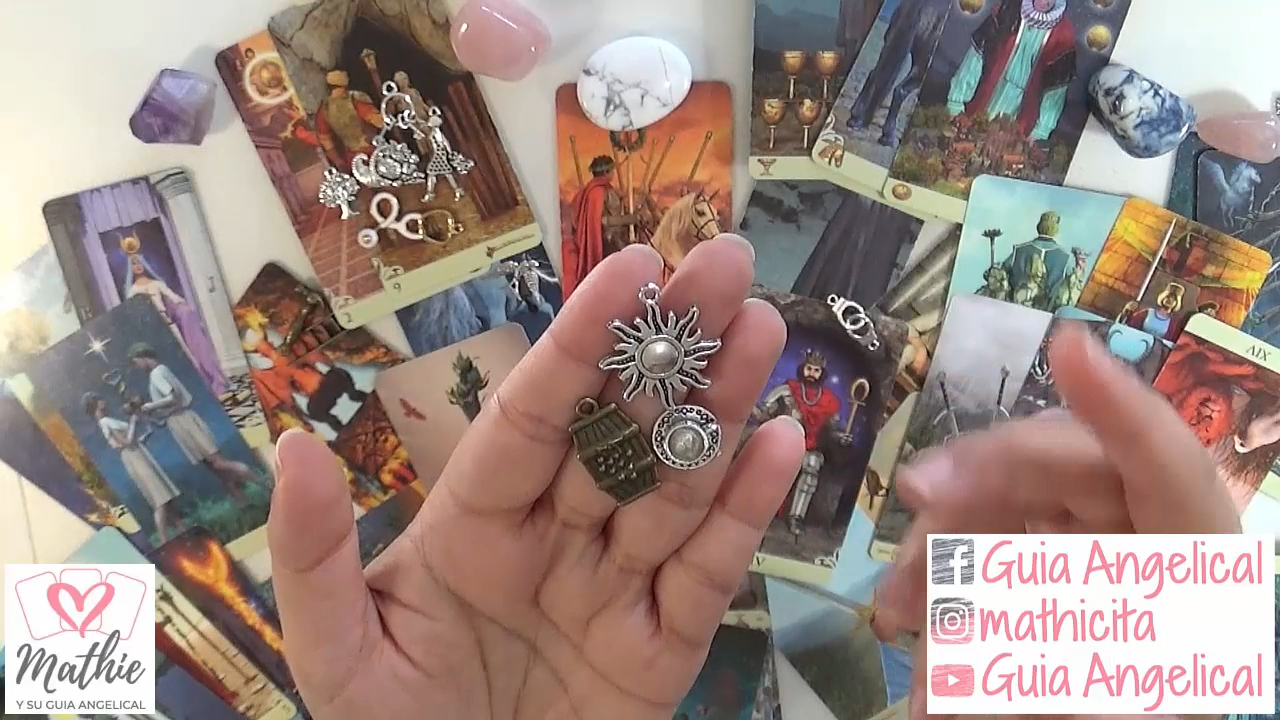 XIV
Mathie
Y SU GUIA ANGELICAL
f Guia Angelical
mathicita
Guia Angelical